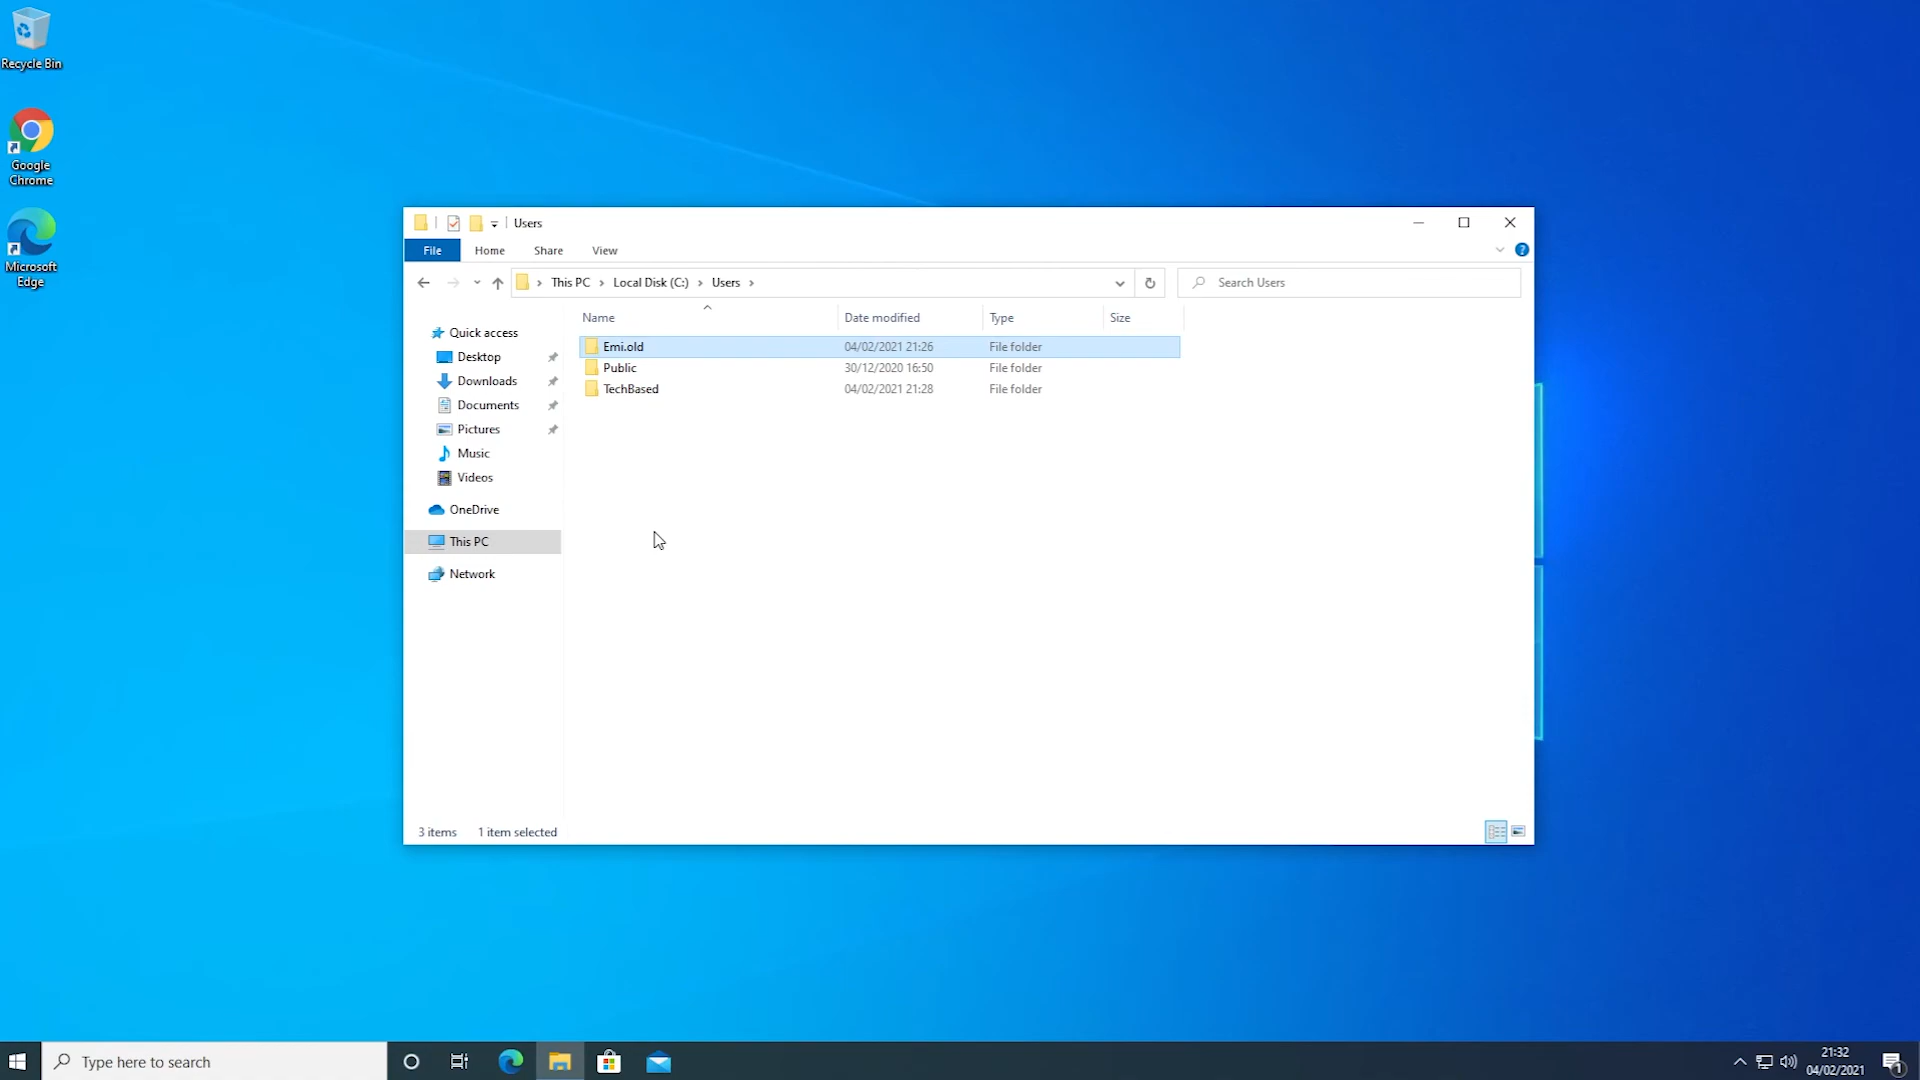 Recycle Bin
Google
Chrome
Microsoft
Edge
Users
File Home Share View
This PC Local Disk (C:) Users
Search Users
Name Date modified Type Size
Quick access
Desktop
Downloads
Documents
Pictures
Music
Videos
OneDrive
This PC
Network
Emi.old 04/02/2021 21:26 File folder
Public 30/12/2020 16:50 File folder
TechBased 04/02/2021 21:28 File folder
3 items 1 item selected
Type here to search
21:32
04/02/2021
1